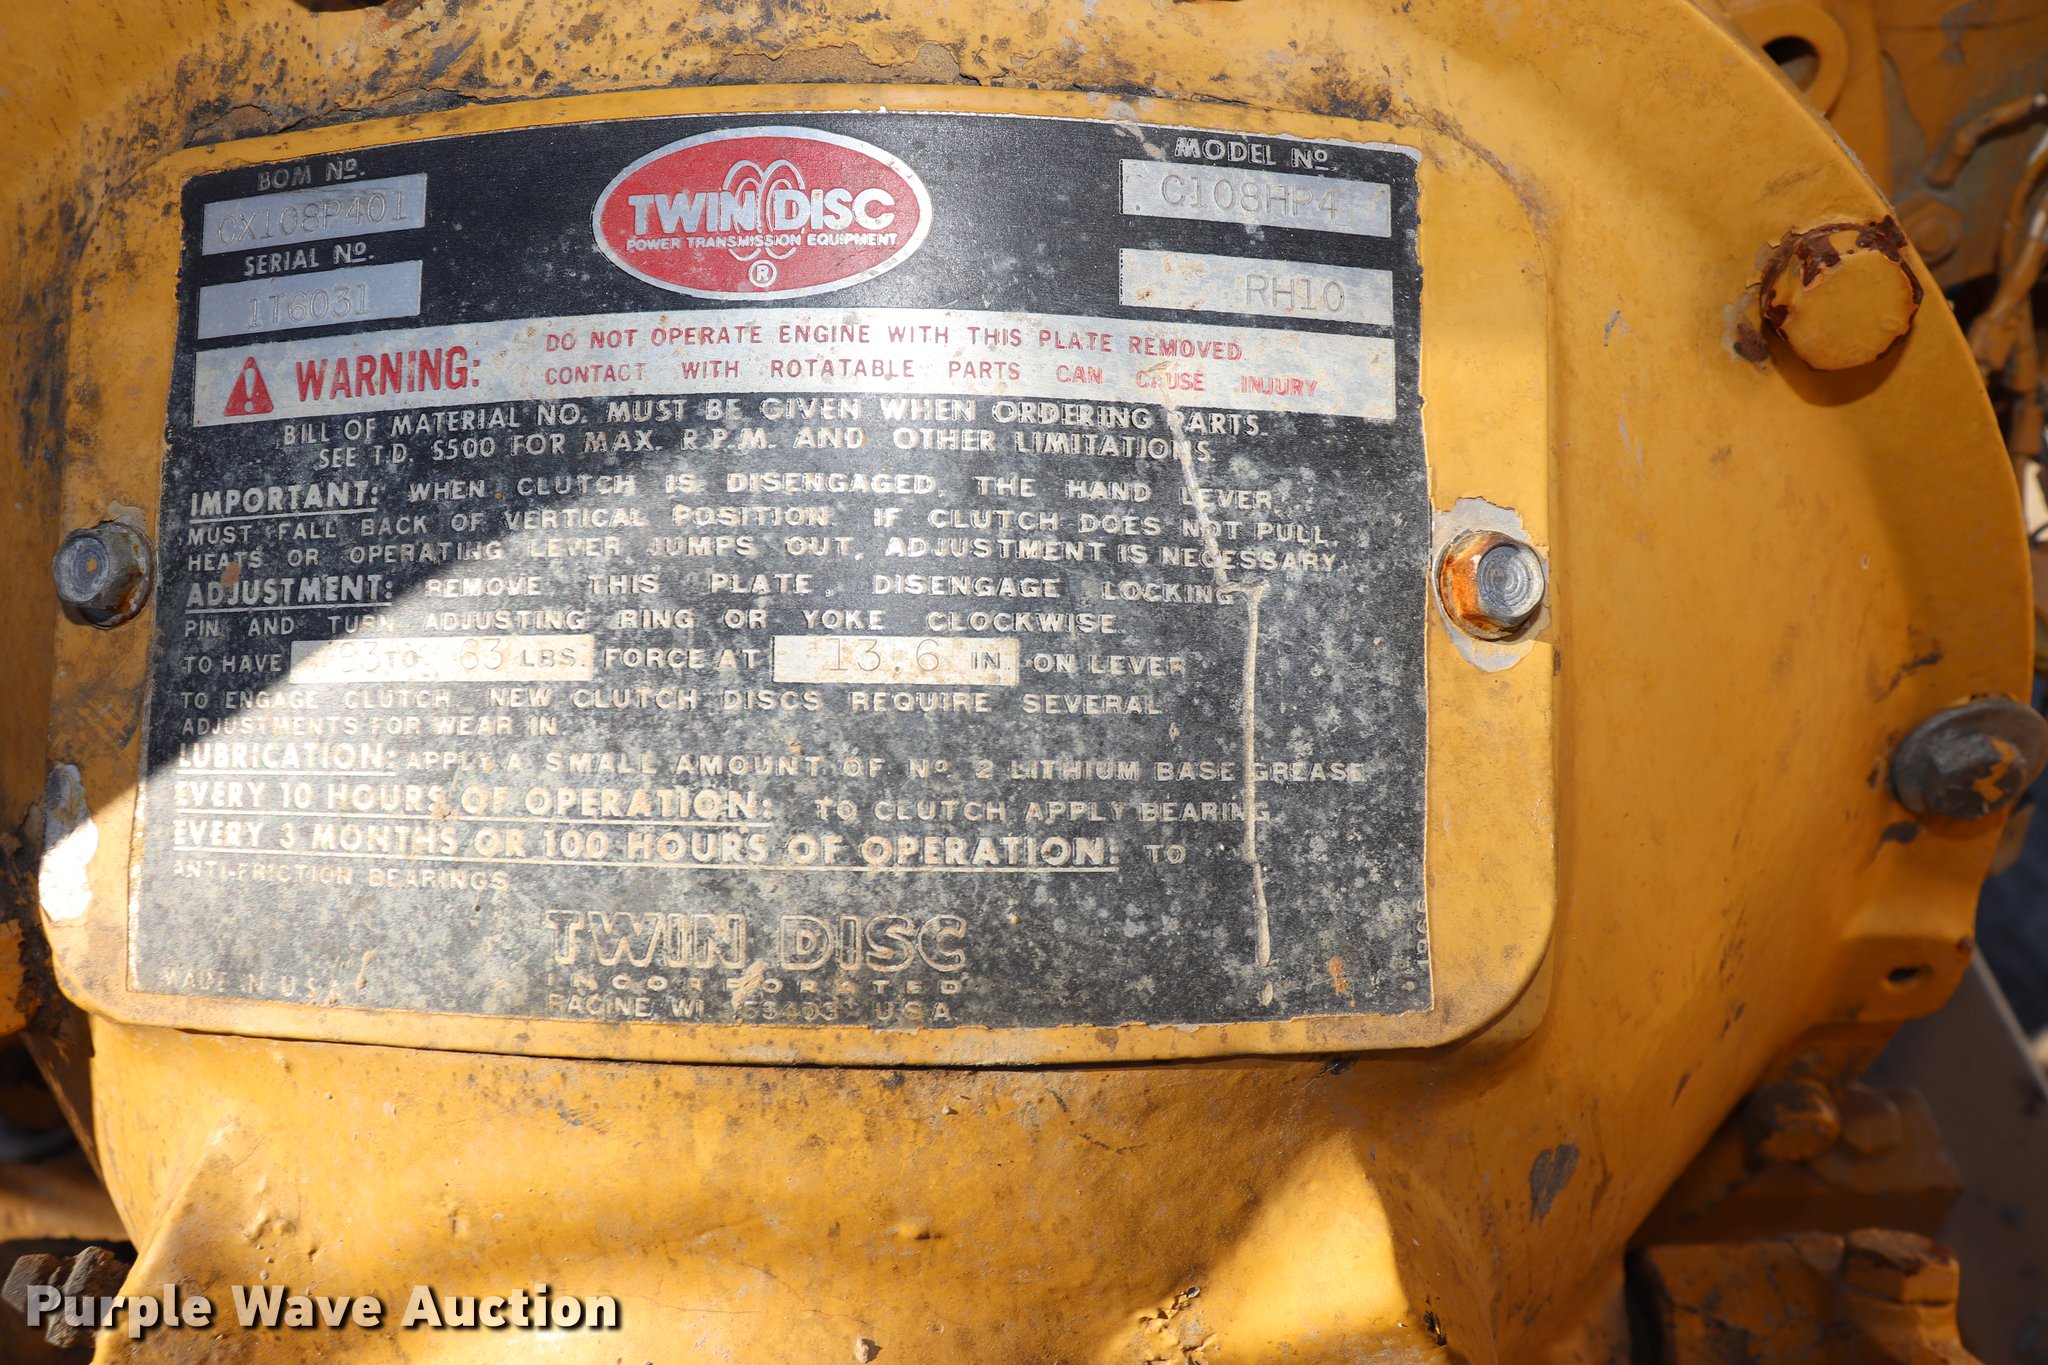 BOM Nº.
CX108P401
SERIAL Nº.
1T6031
TWIN DISC
POWER TRANSMISSION EQUIPMENT
®
MODEL Nº.
C108HP4
RH10
WARNING: DO NOT OPERATE ENGINE WITH THIS PLATE REMOVED
CONTACT WITH ROTATABLE PARTS CAN CAUSE INJURY
BILL OF MATERIAL NO. MUST BE GIVEN WHEN ORDERING PARTS.
SEE T.D. S500 FOR MAX. R.P.M. AND OTHER LIMITATIONS.
IMPORTANT: WHEN CLUTCH IS DISENGAGED, THE HAND LEVER
MUST FALL BACK OF VERTICAL POSITION. IF CLUTCH DOES NOT PULL,
HEATS OR OPERATING LEVER JUMPS OUT, ADJUSTMENT IS NECESSARY.
ADJUSTMENT: REMOVE THIS PLATE, DISENGAGE LOCKING
PIN AND TURN ADJUSTING RING OR YOKE CLOCKWISE
TO HAVE TO 63 LBS. FORCE AT 13.6 IN. ON LEVER
TO ENGAGE CLUTCH. NEW CLUTCH DISCS REQUIRE SEVERAL
ADJUSTMENTS FOR WEAR IN.
LUBRICATION: APPLY A SMALL AMOUNT OF Nº. 2 LITHIUM BASE GREASE
EVERY 10 HOURS OF OPERATION: TO CLUTCH APPLY BEARING.
EVERY 3 MONTHS OR 100 HOURS OF OPERATION: TO
ANTI-FRICTION BEARINGS
TWIN DISC
INCORPORATED
RACINE, WI 53403 U.S.A.
MADE IN U.S.A.
Purple Wave Auction